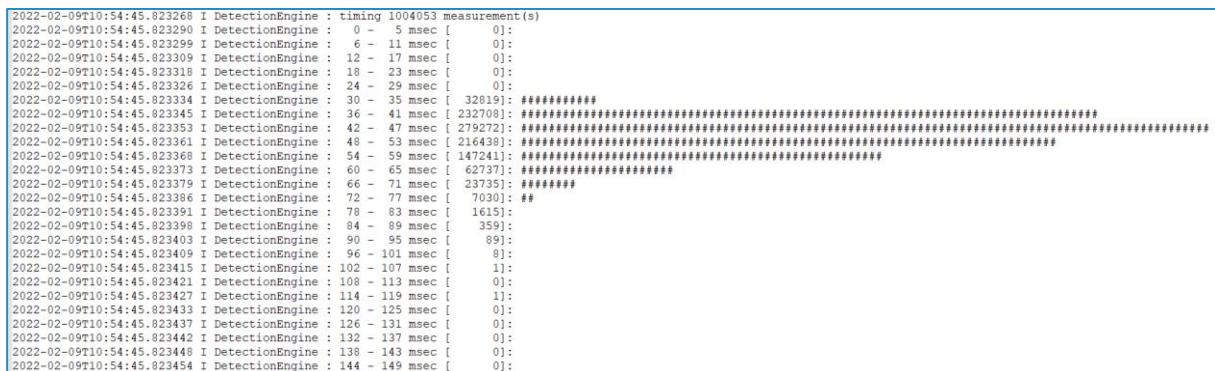 2022-02-09T10:54:45.823268 I DetectionEngine : timing 1004053 measurement(s)
2022-02-09T10:54:45.823290 I DetectionEngine :   0 -   5 msec [      0]:
2022-02-09T10:54:45.823299 I DetectionEngine :   6 -  11 msec [      0]:
2022-02-09T10:54:45.823309 I DetectionEngine :  12 -  17 msec [      0]:
2022-02-09T10:54:45.823318 I DetectionEngine :  18 -  23 msec [      0]:
2022-02-09T10:54:45.823326 I DetectionEngine :  24 -  29 msec [      0]:
2022-02-09T10:54:45.823334 I DetectionEngine :  30 -  35 msec [  32819]: ###########
2022-02-09T10:54:45.823345 I DetectionEngine :  36 -  41 msec [ 232708]: ###################################################################################
2022-02-09T10:54:45.823353 I DetectionEngine :  42 -  47 msec [ 279272]: ####################################################################################################
2022-02-09T10:54:45.823361 I DetectionEngine :  48 -  53 msec [ 216438]: #############################################################################
2022-02-09T10:54:45.823368 I DetectionEngine :  54 -  59 msec [ 147241]: ####################################################
2022-02-09T10:54:45.823373 I DetectionEngine :  60 -  65 msec [  62737]: ######################
2022-02-09T10:54:45.823379 I DetectionEngine :  66 -  71 msec [  23735]: ########
2022-02-09T10:54:45.823386 I DetectionEngine :  72 -  77 msec [   7030]: ##
2022-02-09T10:54:45.823391 I DetectionEngine :  78 -  83 msec [   1615]:
2022-02-09T10:54:45.823398 I DetectionEngine :  84 -  89 msec [    359]:
2022-02-09T10:54:45.823403 I DetectionEngine :  90 -  95 msec [     89]:
2022-02-09T10:54:45.823409 I DetectionEngine :  96 - 101 msec [      8]:
2022-02-09T10:54:45.823415 I DetectionEngine : 102 - 107 msec [      1]:
2022-02-09T10:54:45.823421 I DetectionEngine : 108 - 113 msec [      0]:
2022-02-09T10:54:45.823427 I DetectionEngine : 114 - 119 msec [      1]:
2022-02-09T10:54:45.823433 I DetectionEngine : 120 - 125 msec [      0]:
2022-02-09T10:54:45.823437 I DetectionEngine : 126 - 131 msec [      0]:
2022-02-09T10:54:45.823442 I DetectionEngine : 132 - 137 msec [      0]:
2022-02-09T10:54:45.823448 I DetectionEngine : 138 - 143 msec [      0]:
2022-02-09T10:54:45.823454 I DetectionEngine : 144 - 149 msec [      0]: